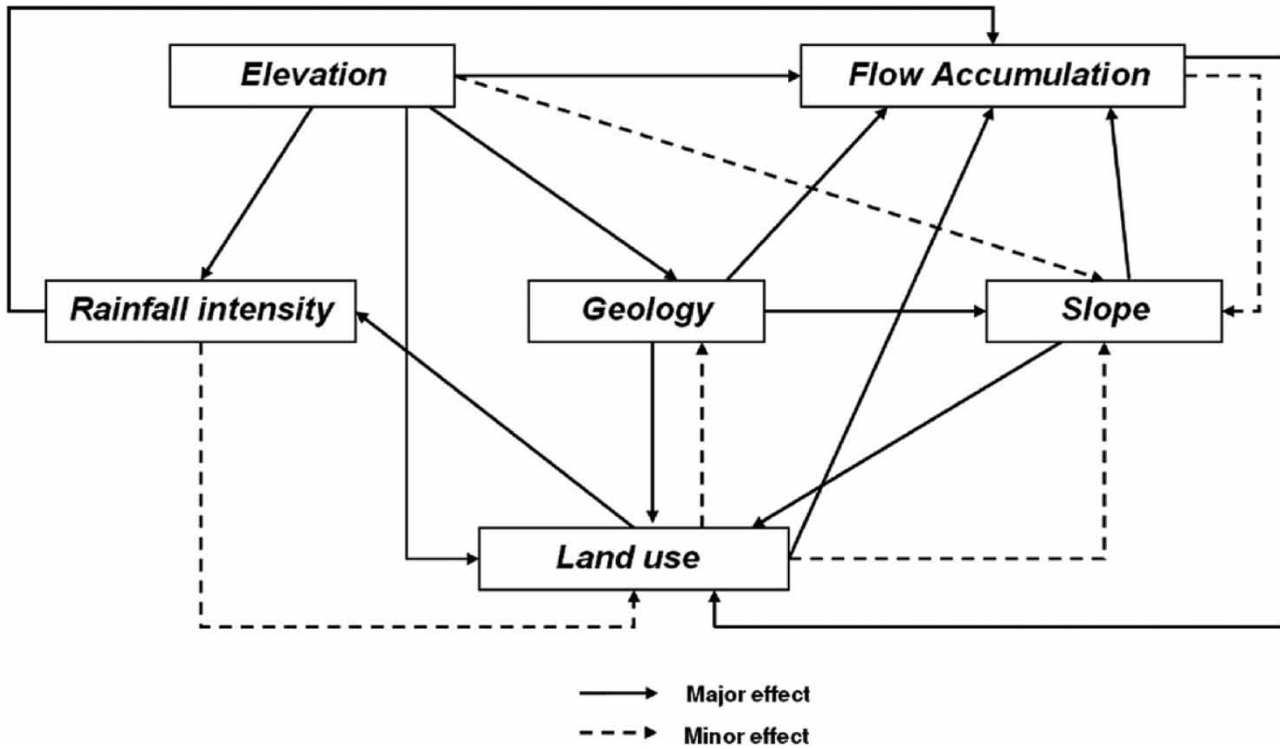 Elevation
Flow Accumulation
Rainfall intensity
Geology
Slope
Land use
Major effect
Minor effect